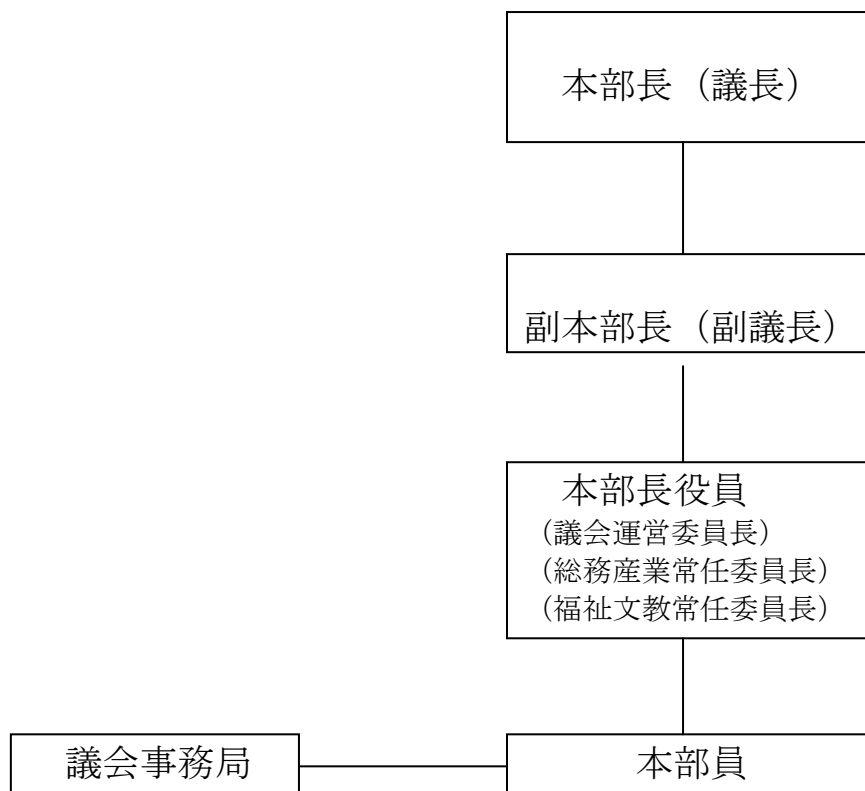 本部長（議長）
副本部長（副議長）
本部長役員
（議会運営委員長）
（総務産業常任委員長）
（福祉文教常任委員長）
議会事務局
本部員